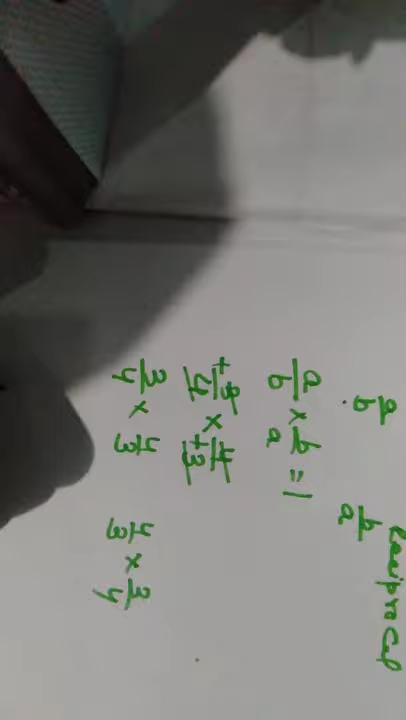 Reciprocal
a/b b/a
a/b × b/a = 1
+3/4 × 4/+3
3/4 × 4/3 4/3 × 3/4